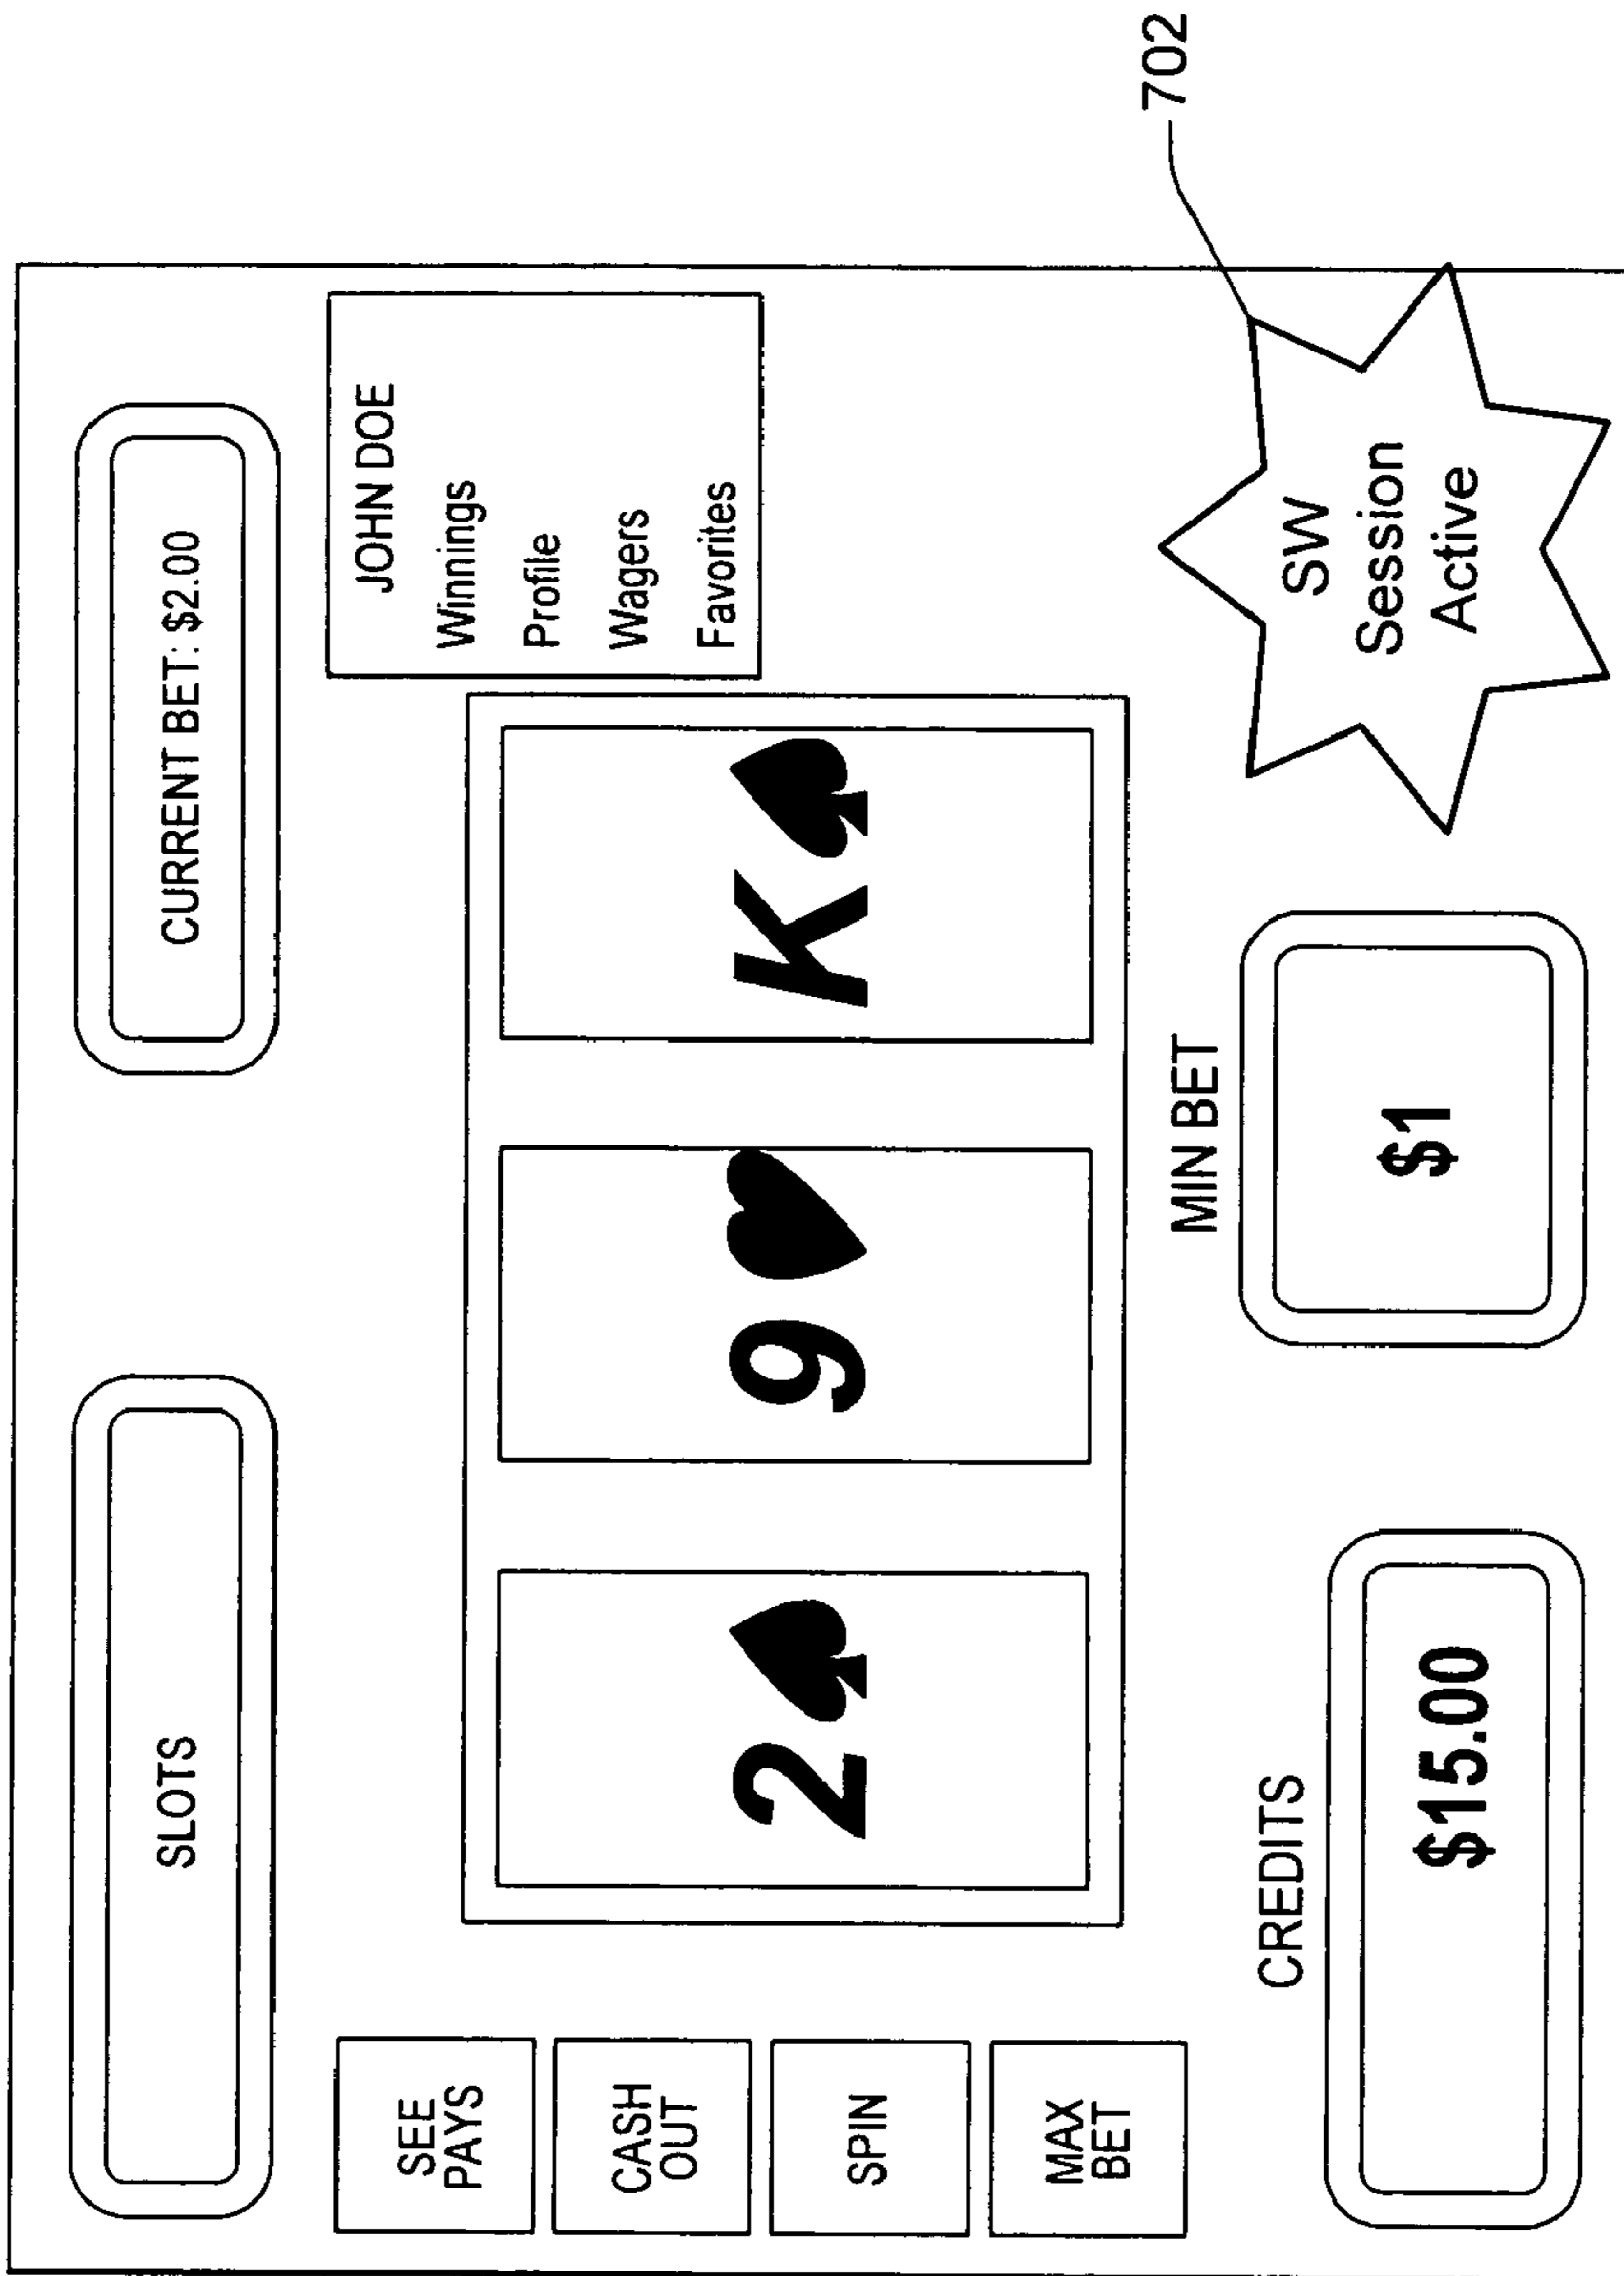 SLOTS
CURRENT BET: $2.00
SEE
PAYS
CASH
OUT
SPIN
MAX
BET
2♠
9♥
K♠
JOHN DOE
Winnings
Profile
Wagers
Favorites
CREDITS
$15.00
MIN BET
$1
SW
Session
Active
702